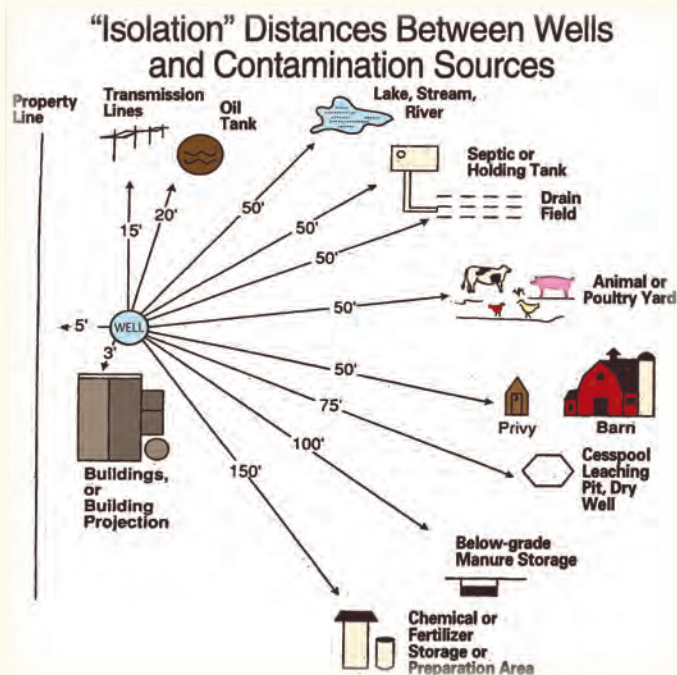 "Isolation" Distances Between Wells
and Contamination Sources
Property
Line
Transmission
Lines
Oil
Tank
Lake, Stream,
River
Septic or
Holding Tank
Drain
Field
15'
20'
50'
50'
50'
Animal or
Poultry Yard
50'
5'
WELL
3'
50'
Privy
Barn
75'
Cesspool
Leaching
Pit, Dry
Well
100'
150'
Buildings,
or
Building
Projection
Below-grade
Manure Storage
Chemical or
Fertilizer
Storage or
Preparation Area